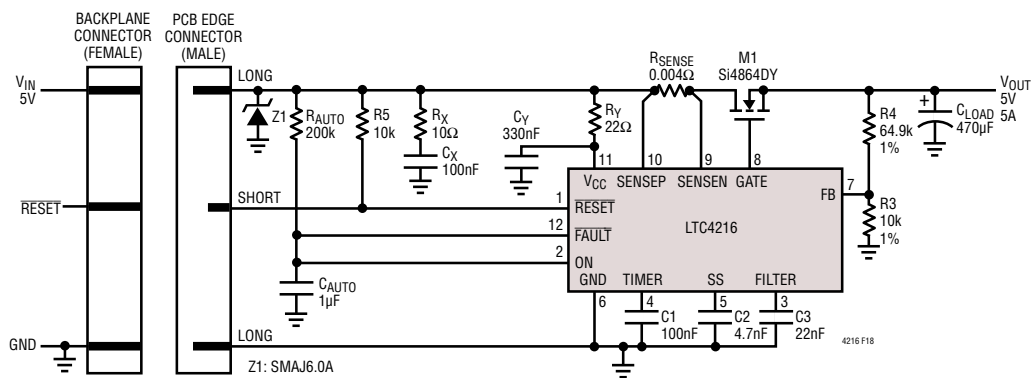 BACKPLANE
CONNECTOR
(FEMALE)
PCB EDGE
CONNECTOR
(MALE)
VIN
5V
LONG
Z1
RAUTO
200k
R5
10k
RX
10Ω
CX
100nF
CY
330nF
RY
22Ω
RSENSE
0.004Ω
M1
Si4864DY
VOUT
5V
5A
R4
64.9k
1%
CLOAD
470µF
+
11
10
9
8
VCC
SENSEP
SENSEN
GATE
RESET
SHORT
1
RESET
FB
7
LTC4216
R3
10k
1%
12
FAULT
2
ON
GND
TIMER
SS
FILTER
CAUTO
1µF
6
4
5
3
C1
100nF
C2
4.7nF
C3
22nF
GND
LONG
Z1: SMAJ6.0A
4216 F18